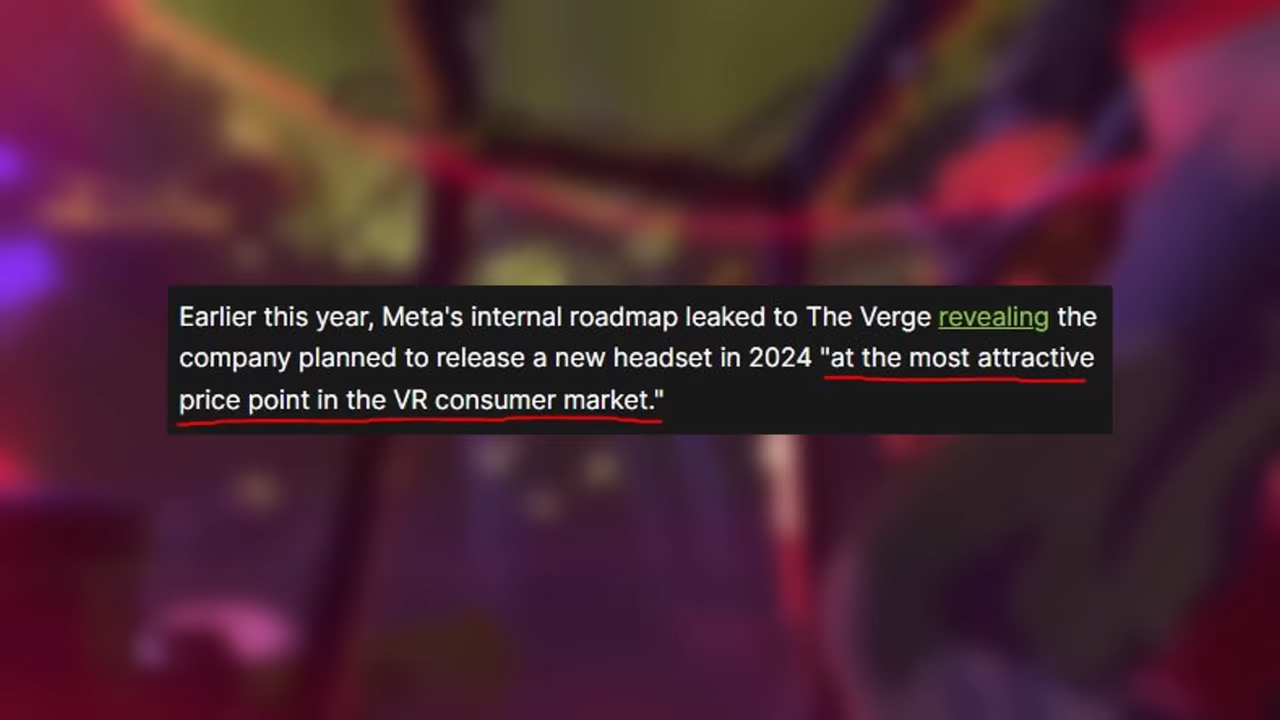 Earlier this year, Meta's internal roadmap leaked to The Verge revealing the
company planned to release a new headset in 2024 "at the most attractive
price point in the VR consumer market."